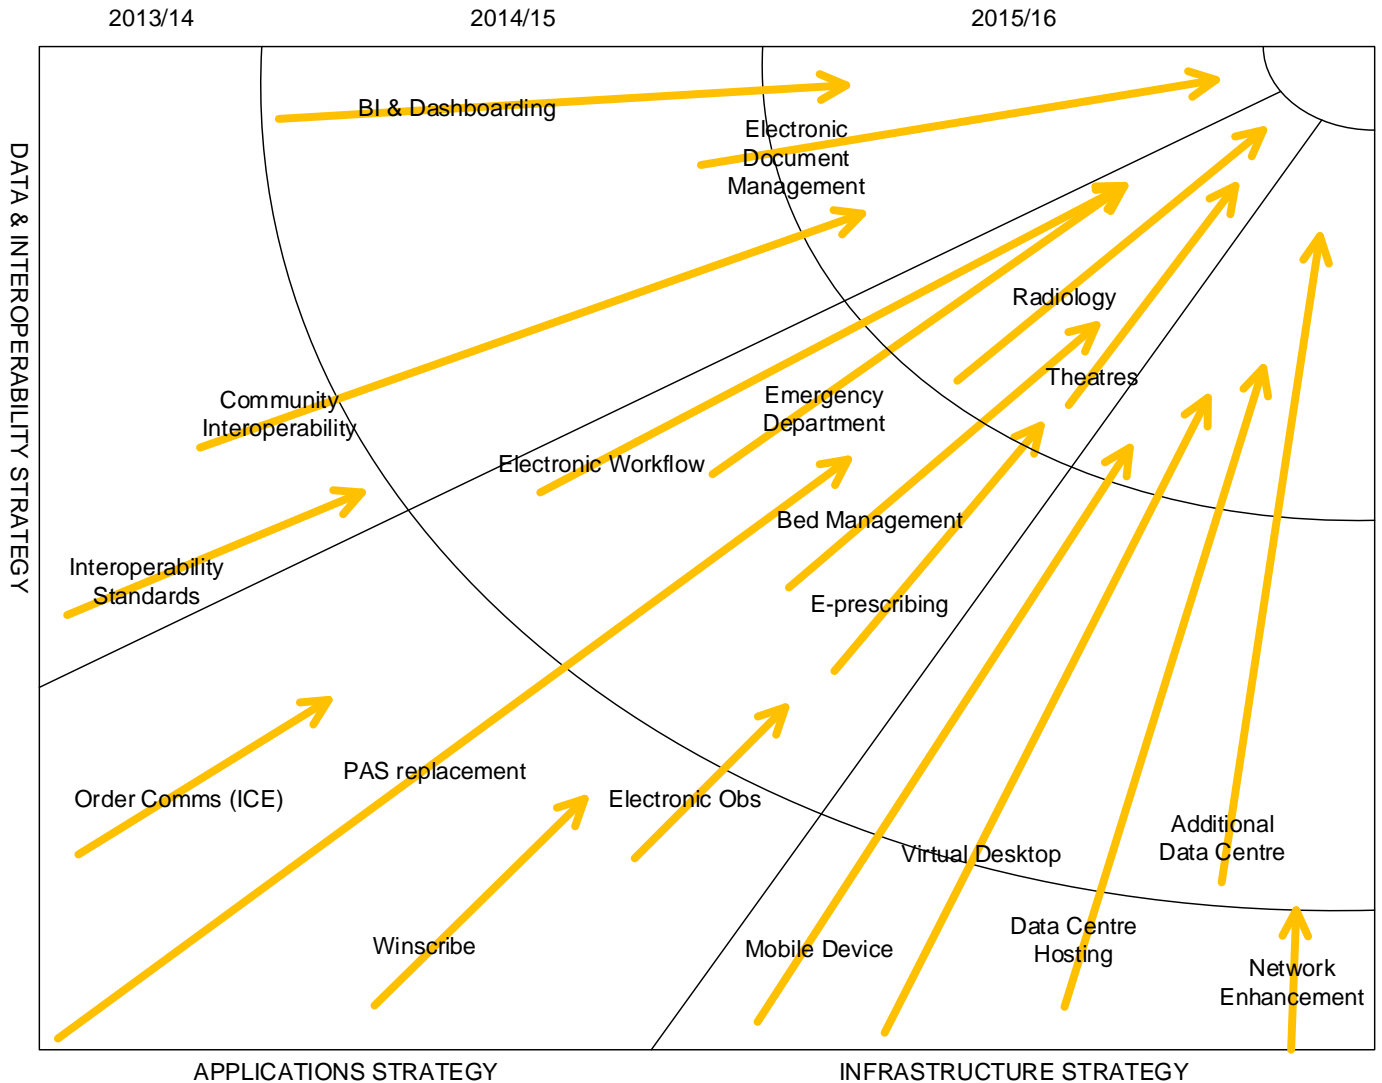 2013/14
2014/15
2015/16
DATA & INTEROPERABILITY STRATEGY
BI & Dashboarding
Electronic
Document
Management
Radiology
Theatres
Community
Interoperability
Emergency
Department
Electronic Workflow
Bed Management
Interoperability
Standards
E-prescribing
PAS replacement
Order Comms (ICE)
Electronic Obs
Additional
Data Centre
Virtual Desktop
Winscribe
Mobile Device
Data Centre
Hosting
Network
Enhancement
APPLICATIONS STRATEGY
INFRASTRUCTURE STRATEGY